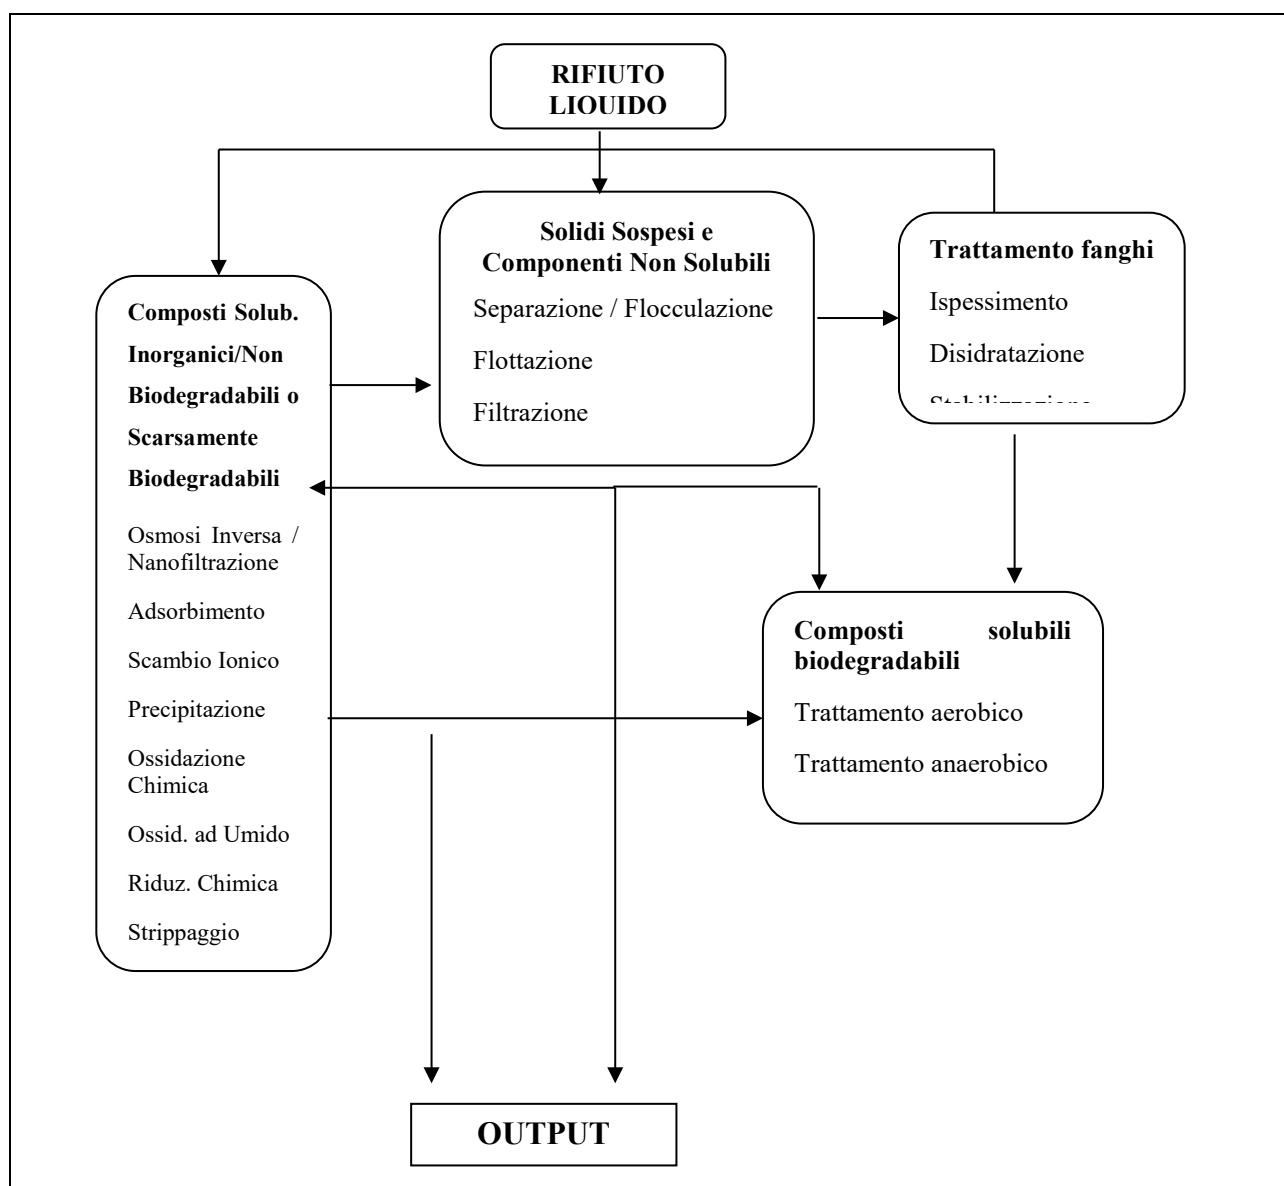 RIFIUTO
LIOUIDO
Solidi Sospesi e
Componenti Non Solubili
Separazione / Flocculazione
Flottazione
Filtrazione
Trattamento fanghi
Ispessimento
Disidratazione
Stabilizzazione
Composti Solub.
Inorganici/Non
Biodegradabili o
Scarsamente
Biodegradabili
Osmosi Inversa /
Nanofiltrazione
Adsorbimento
Scambio Ionico
Precipitazione
Ossidazione
Chimica
Ossid. ad Umido
Riduz. Chimica
Strippaggio
Composti solubili
biodegradabili
Trattamento aerobico
Trattamento anaerobico
OUTPUT